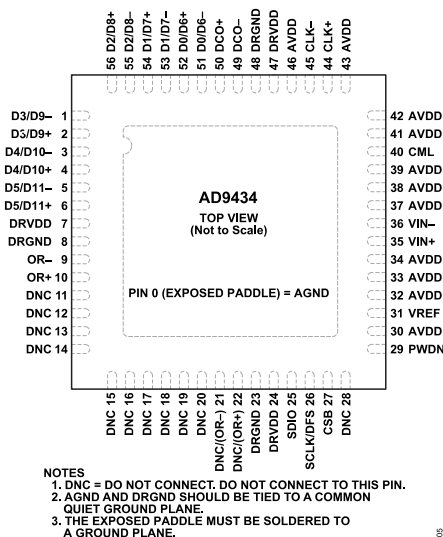 56 D2/D8+
55 D2/D8–
54 D1/D7+
53 D1/D7–
52 D0/D6+
51 D0/D6–
50 DCO+
49 DCO–
48 DRGND
47 DRVDD
46 AVDD
45 CLK–
44 CLK+
43 AVDD
D3/D9– 1
D3/D9+ 2
D4/D10– 3
D4/D10+ 4
D5/D11– 5
D5/D11+ 6
DRVDD 7
DRGND 8
OR– 9
OR+ 10
DNC 11
DNC 12
DNC 13
DNC 14
AD9434
TOP VIEW
(Not to Scale)
PIN 0 (EXPOSED PADDLE) = AGND
42 AVDD
41 AVDD
40 CML
39 AVDD
38 AVDD
37 AVDD
36 VIN–
35 VIN+
34 AVDD
33 AVDD
32 AVDD
31 VREF
30 AVDD
29 PWDN
DNC 15
DNC 16
DNC 17
DNC 18
DNC 19
DNC 20
DNC/(OR–) 21
DNC/(OR+) 22
DRGND 23
DRVDD 24
SDIO 25
SCLK/DFS 26
CSB 27
DNC 28
NOTES
1. DNC = DO NOT CONNECT. DO NOT CONNECT TO THIS PIN.
2. AGND AND DRGND SHOULD BE TIED TO A COMMON
QUIET GROUND PLANE.
3. THE EXPOSED PADDLE MUST BE SOLDERED TO
A GROUND PLANE.
05